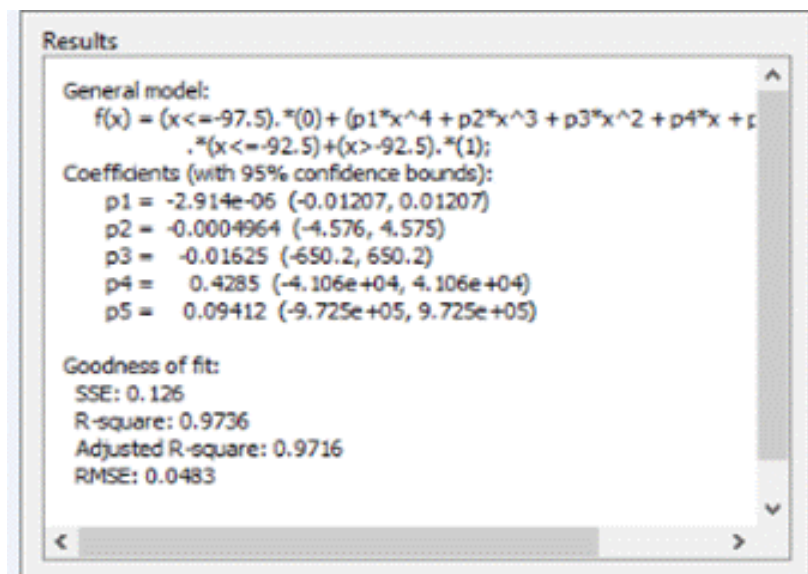 Results
General model:
f(x) = (x<=-97.5).*(0)+ (p1*x^4 + p2*x^3 + p3*x^2 + p4*x + p
.*(x<=-92.5)+(x>-92.5).*(1);
Coefficients (with 95% confidence bounds):
p1 = -2.914e-06 (-0.01207, 0.01207)
p2 = -0.0004964 (-4.576, 4.575)
p3 = -0.01625 (-650.2, 650.2)
p4 = 0.4285 (-4.106e+04, 4.106e+04)
p5 = 0.09412 (-9.725e+05, 9.725e+05)
Goodness of fit:
SSE: 0.126
R-square: 0.9736
Adjusted R-square: 0.9716
RMSE: 0.0483